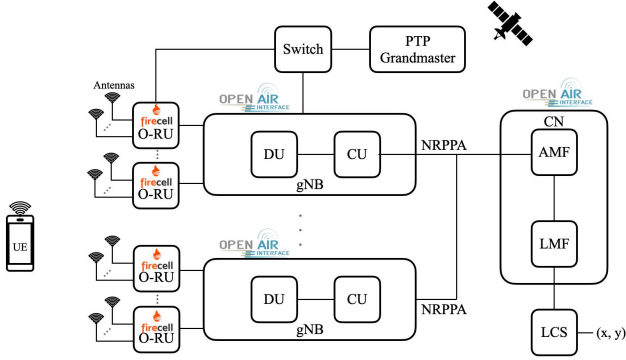 Switch
PTP
Grandmaster
Antennas
OPEN AIR
INTERFACE
OPEN AIR
INTERFACE
firecell
O-RU
CN
DU
CU
NRPPA
AMF
firecell
O-RU
gNB
UE
OPEN AIR
INTERFACE
LMF
firecell
O-RU
DU
CU
NRPPA
firecell
O-RU
gNB
LCS
(x, y)